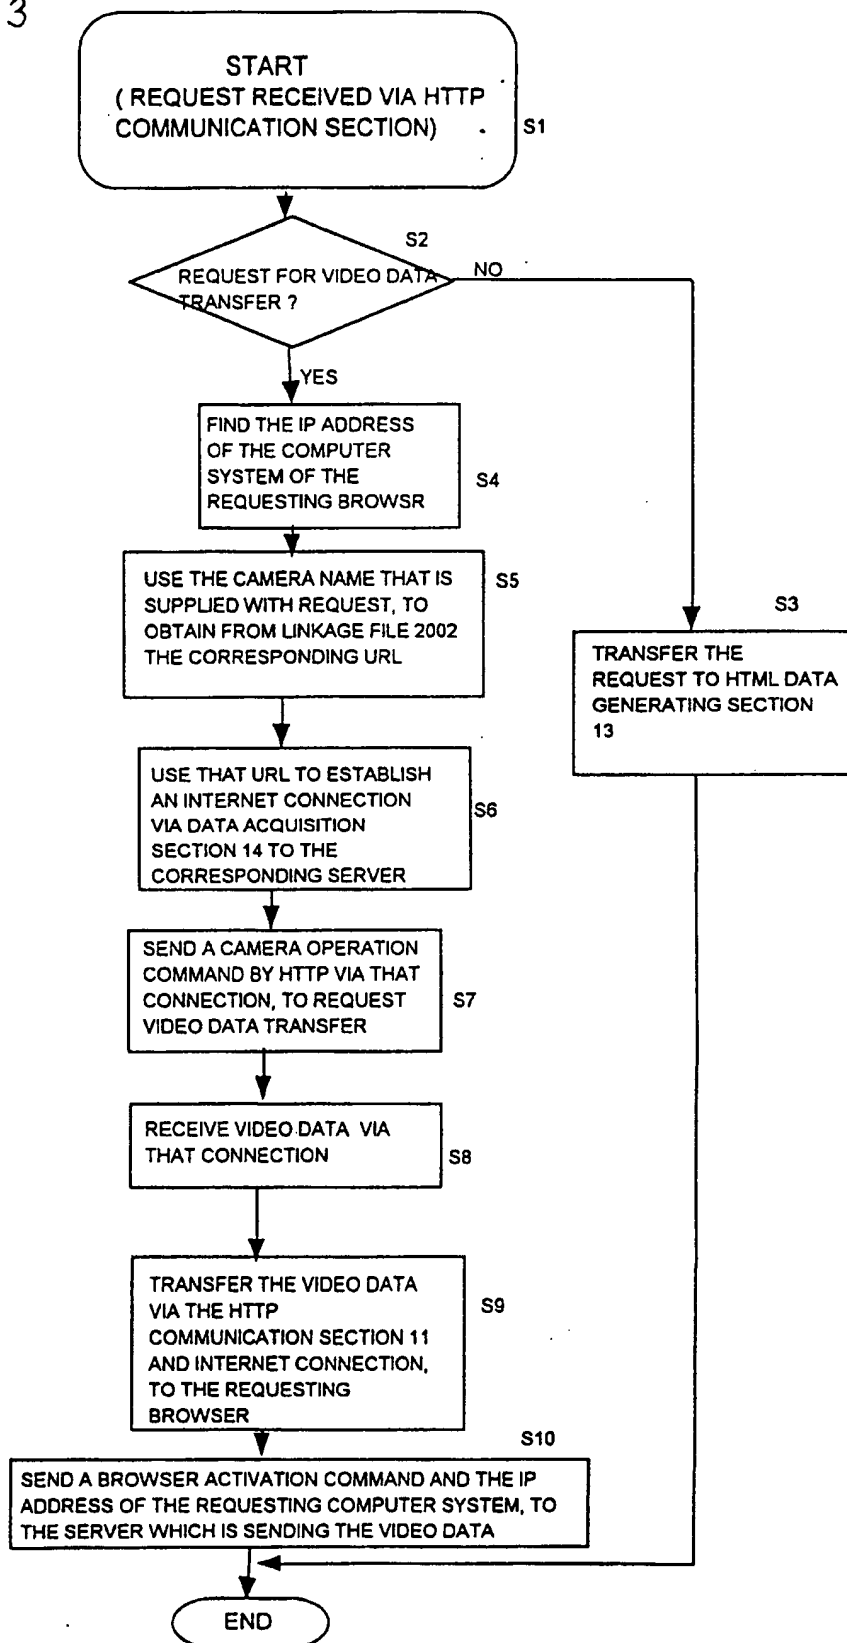 3
START
( REQUEST RECEIVED VIA HTTP
COMMUNICATION SECTION)
S1
S2
REQUEST FOR VIDEO DATA
TRANSFER ?
NO
YES
FIND THE IP ADDRESS
OF THE COMPUTER
SYSTEM OF THE
REQUESTING BROWSR
S4
USE THE CAMERA NAME THAT IS
SUPPLIED WITH REQUEST, TO
OBTAIN FROM LINKAGE FILE 2002
THE CORRESPONDING URL
S5
S3
TRANSFER THE
REQUEST TO HTML DATA
GENERATING SECTION
13
USE THAT URL TO ESTABLISH
AN INTERNET CONNECTION
VIA DATA ACQUISITION
SECTION 14 TO THE
CORRESPONDING SERVER
S6
SEND A CAMERA OPERATION
COMMAND BY HTTP VIA THAT
CONNECTION, TO REQUEST
VIDEO DATA TRANSFER
S7
RECEIVE VIDEO DATA VIA
THAT CONNECTION
S8
TRANSFER THE VIDEO DATA
VIA THE HTTP
COMMUNICATION SECTION 11
AND INTERNET CONNECTION,
TO THE REQUESTING
BROWSER
S9
S10
SEND A BROWSER ACTIVATION COMMAND AND THE IP
ADDRESS OF THE REQUESTING COMPUTER SYSTEM, TO
THE SERVER WHICH IS SENDING THE VIDEO DATA
END